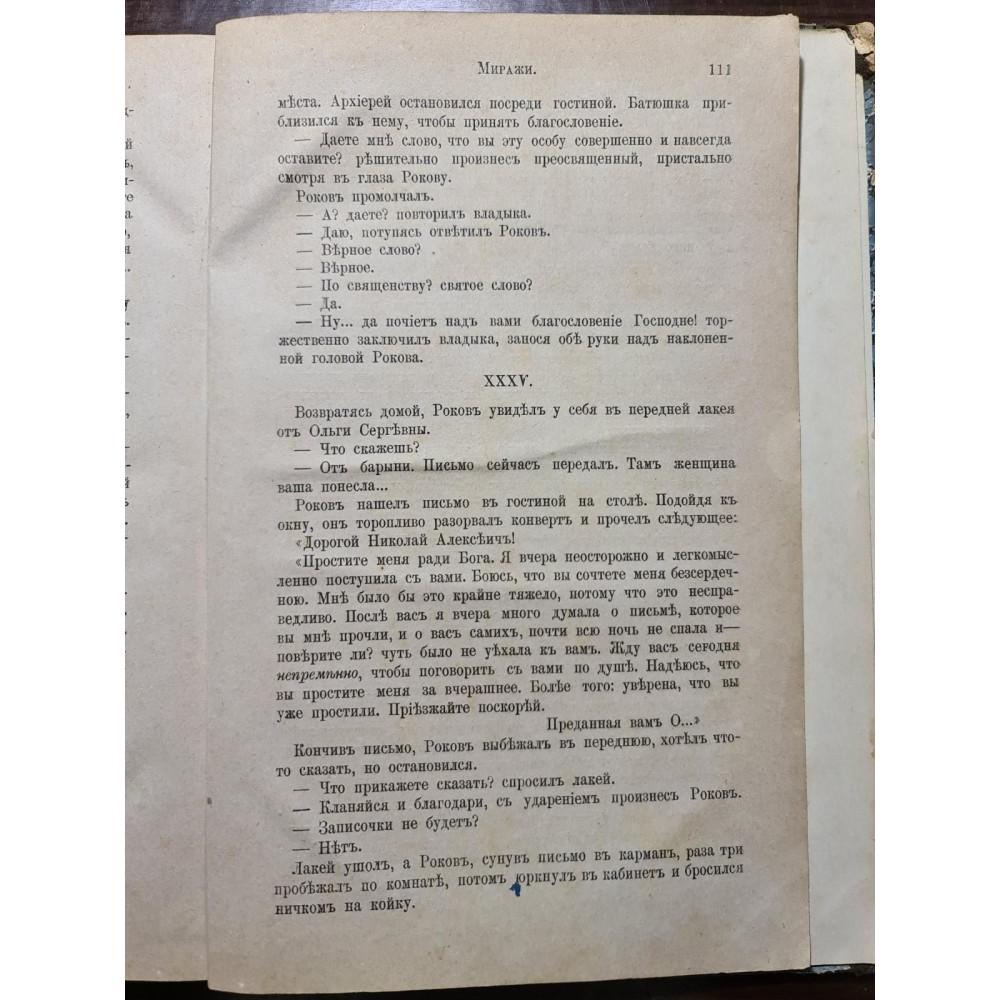 Миражи. 111
мѣста. Архіерей остановился посреди гостиной. Батюшка при-
близился къ нему, чтобы принять благословеніе.
— Даете мнѣ слово, что вы эту особу совершенно и навсегда
оставите? рѣшительно произнесъ преосвященный, пристально
смотря въ глаза Рокову.
Роковъ промолчалъ.
— А? даете? повторилъ владыка.
— Даю, потупясь отвѣтилъ Роковъ.
— Вѣрное слово?
— Вѣрное.
— По священству? святое слово?
— Да.
— Ну... да почіетъ надъ вами благословеніе Господне! тор-
жественно заключилъ владыка, занося обѣ руки надъ наклонен-
ной головой Рокова.
XXXV.
Возвратясь домой, Роковъ увидѣлъ у себя въ передней лакея
отъ Ольги Сергѣевны.
— Что скажешь?
— Отъ барыни. Письмо сейчасъ передалъ. Тамъ женщина
ваша понесла...
Роковъ нашелъ письмо въ гостиной на столѣ. Подойдя къ
окну, онъ торопливо разорвалъ конвертъ и прочелъ слѣдующее:
«Дорогой Николай Алексѣичъ!
«Простите меня ради Бога. Я вчера неосторожно и легкомыс-
ленно поступила съ вами. Боюсь, что вы сочтете меня безсердеч-
ною. Мнѣ было бы это крайне тяжело, потому что это неспра-
ведливо. Послѣ васъ я вчера много думала о письмѣ, которое
вы мнѣ прочли, и о васъ самихъ, почти всю ночь не спала и—
повѣрите ли? чуть было не уѣхала къ вамъ. Жду васъ сегодня
непремѣнно, чтобы поговорить съ вами по душѣ. Надѣюсь, что
вы простите меня за вчерашнее. Болѣе того: увѣрена, что вы
уже простили. Пріѣзжайте поскорѣй.
Преданная вамъ О...»
Кончивъ письмо, Роковъ выбѣжалъ въ переднюю, хотѣлъ что-
то сказать, но остановился.
— Что прикажете сказать? спросилъ лакей.
— Кланяйся и благодари, съ удареніемъ произнесъ Роковъ.
— Записочки не будетъ?
— Нѣтъ.
Лакей ушолъ, а Роковъ, сунувъ письмо въ карманъ, раза три
пробѣжалъ по комнатѣ, потомъ юркнулъ въ кабинетъ и бросился
ничкомъ на койку.